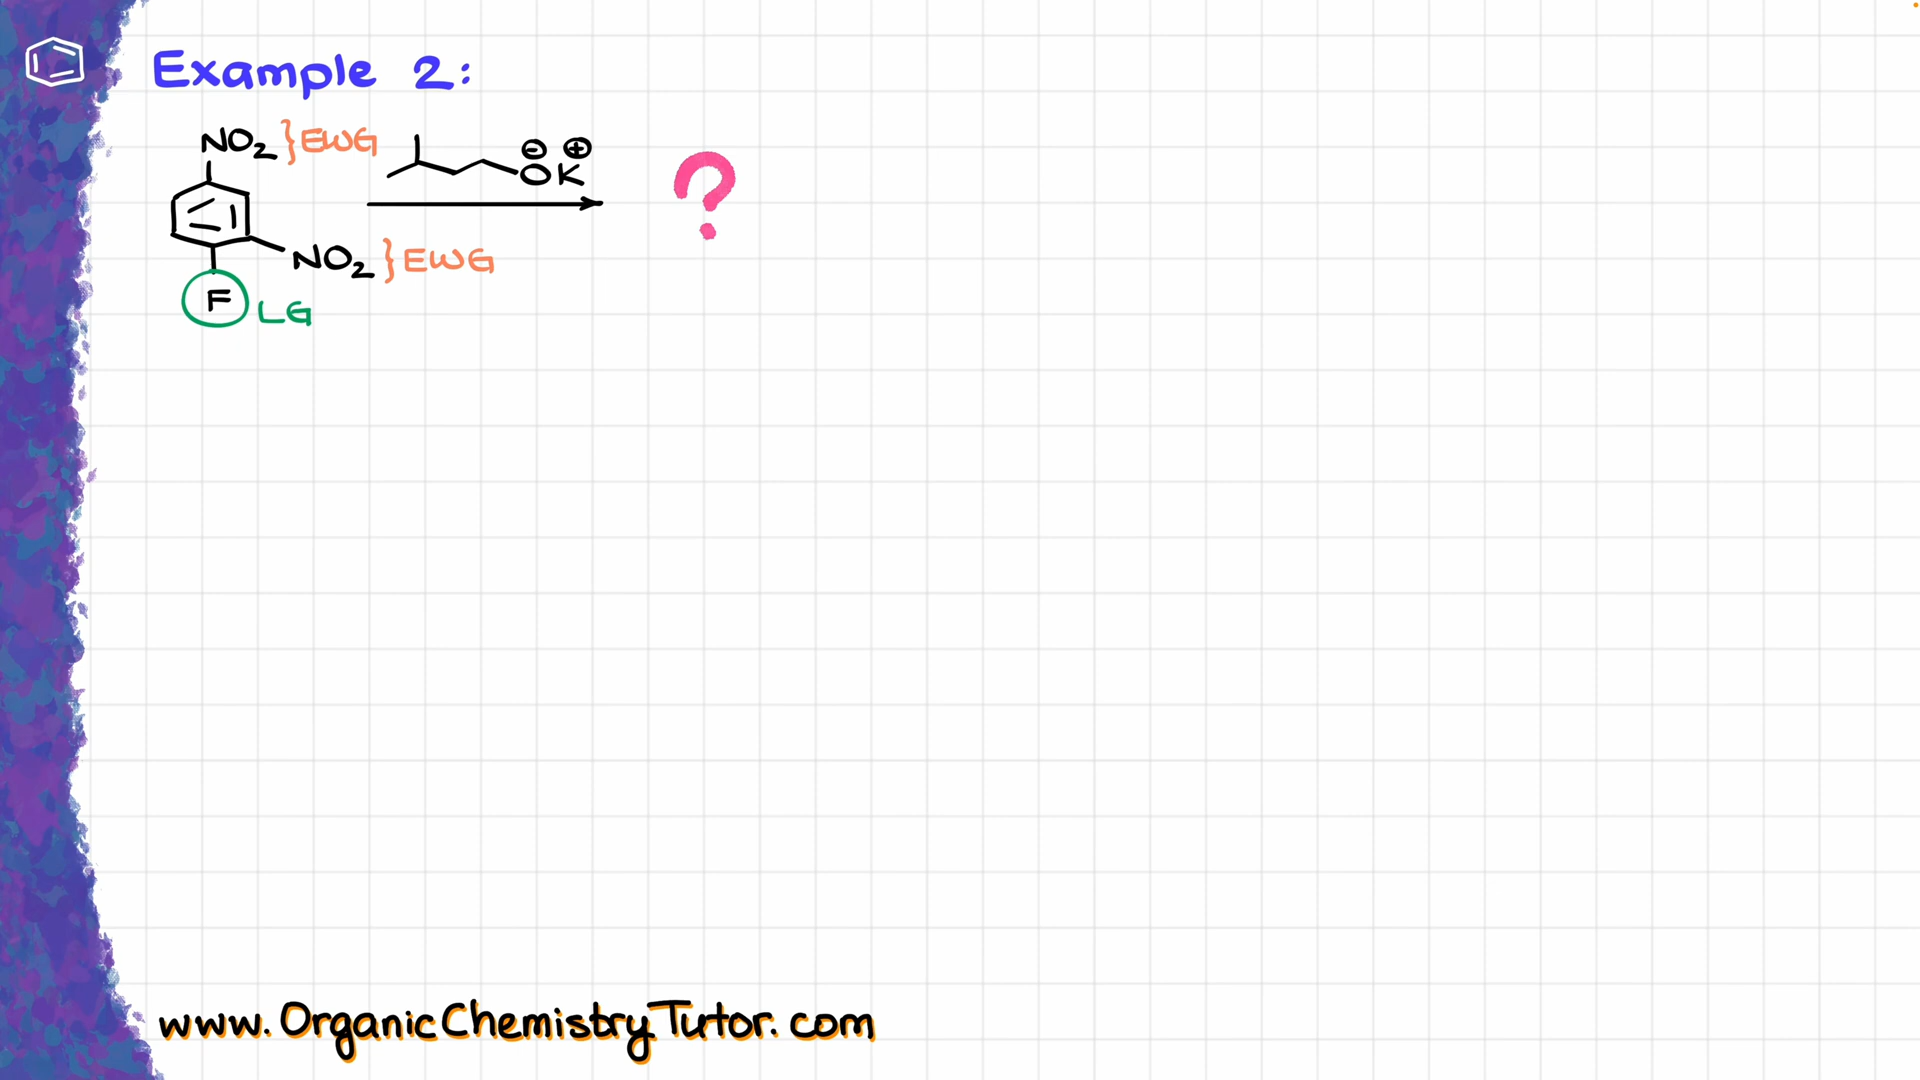 Example 2:
NO₂ } EWG
⊖ ⊕
OK
?
NO₂ } EWG
F LG
www.OrganicChemistryTutor.com